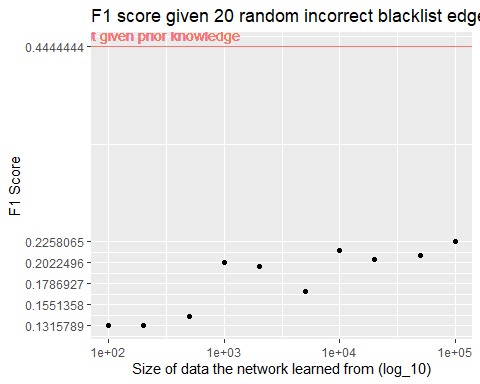 F1 score given 20 random incorrect blacklist edge
t given prior knowledge
0.4444444
0.2258065
0.2022496
0.1786927
0.1551358
0.1315789
F1 Score
1e+02 1e+03 1e+04 1e+05
Size of data the network learned from (log_10)